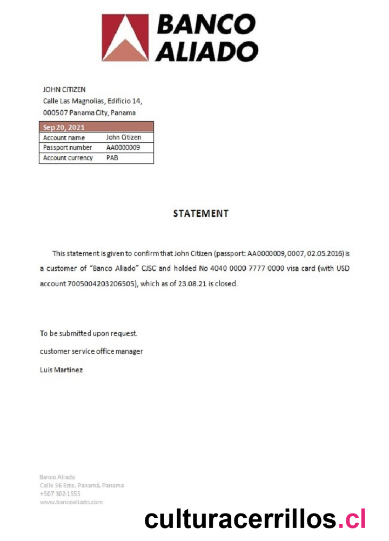 BANCO
ALIADO
JOHN CITIZEN
Calle Las Magnolias, Edificio 14,
000507 Panama City, Panama
Sep 20, 2021
Account name John Citizen
Passport number AA0000009
Account currency PAB
STATEMENT
This statement is given to confirm that John Citizen (passport: AA0000009, 0007, 02.05.2016) is
a customer of “Banco Aliado” CJSC and holded No 4040 0000 7777 0000 visa card (with USD
account 7005004203206505), which as of 23.08.21 is closed.
To be submitted upon request.
customer service office manager
Luis Martinez
Banco Aliado
Calle 56 Este, Panamá, Panama
+507 302-1555
www.bancoaliado.com
culturacerrillos.cl